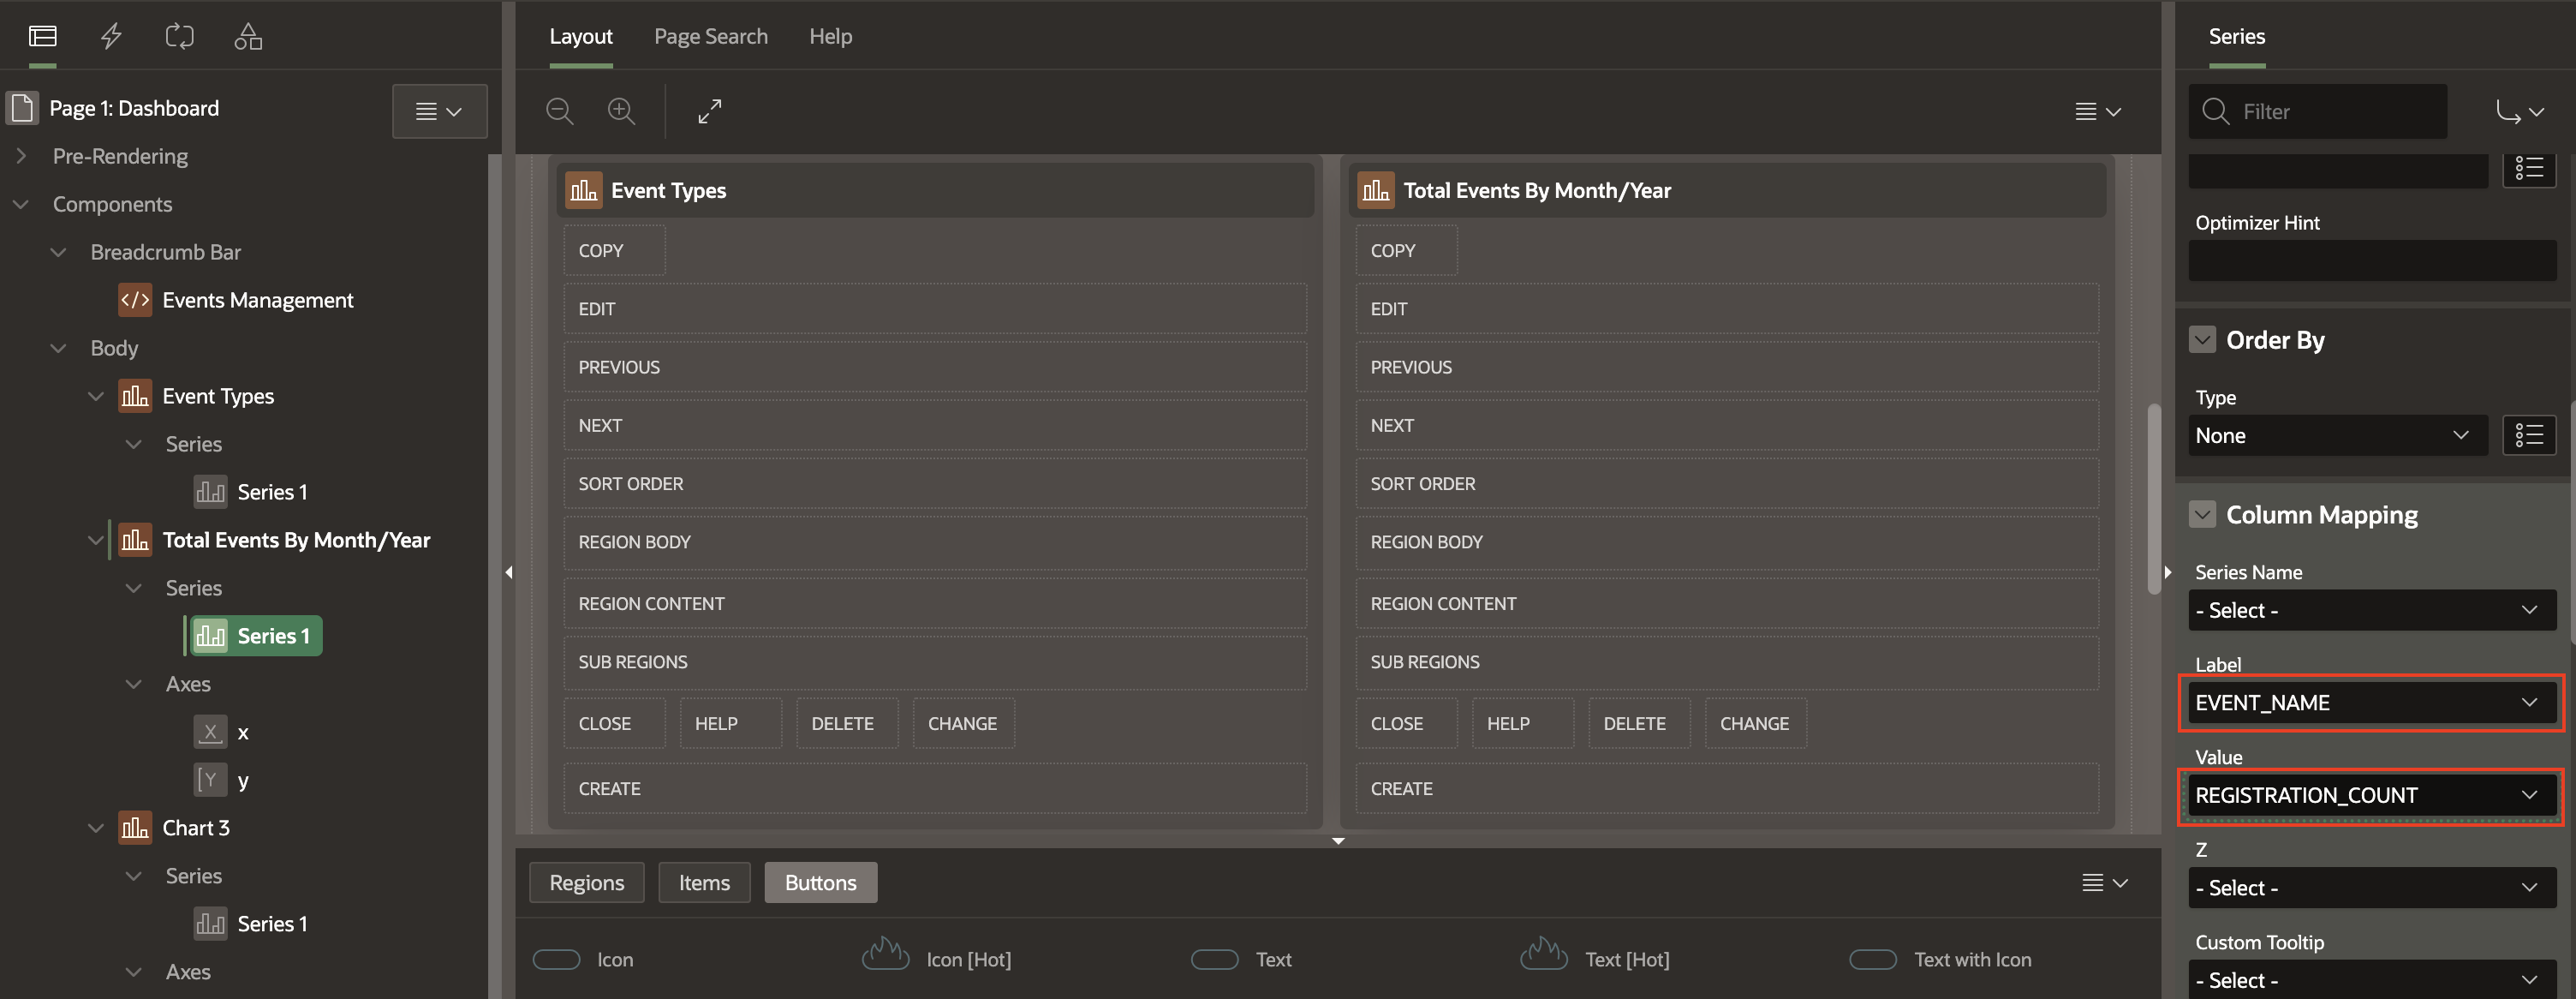 Page 1: Dashboard
Pre-Rendering
Components
Breadcrumb Bar
</> Events Management
Body
Event Types
Series
Series 1
Total Events By Month/Year
Series
Series 1
Axes
X x
Y y
Chart 3
Series
Series 1
Axes
Layout Page Search Help
Event Types
COPY
EDIT
PREVIOUS
NEXT
SORT ORDER
REGION BODY
REGION CONTENT
SUB REGIONS
CLOSE HELP DELETE CHANGE
CREATE
Total Events By Month/Year
COPY
EDIT
PREVIOUS
NEXT
SORT ORDER
REGION BODY
REGION CONTENT
SUB REGIONS
CLOSE HELP DELETE CHANGE
CREATE
Regions Items Buttons
Icon Icon [Hot] Text Text [Hot] Text with Icon
Series
Filter
Optimizer Hint
Order By
Type
None
Column Mapping
Series Name
- Select -
Label
EVENT_NAME
Value
REGISTRATION_COUNT
Z
- Select -
Custom Tooltip
- Select -